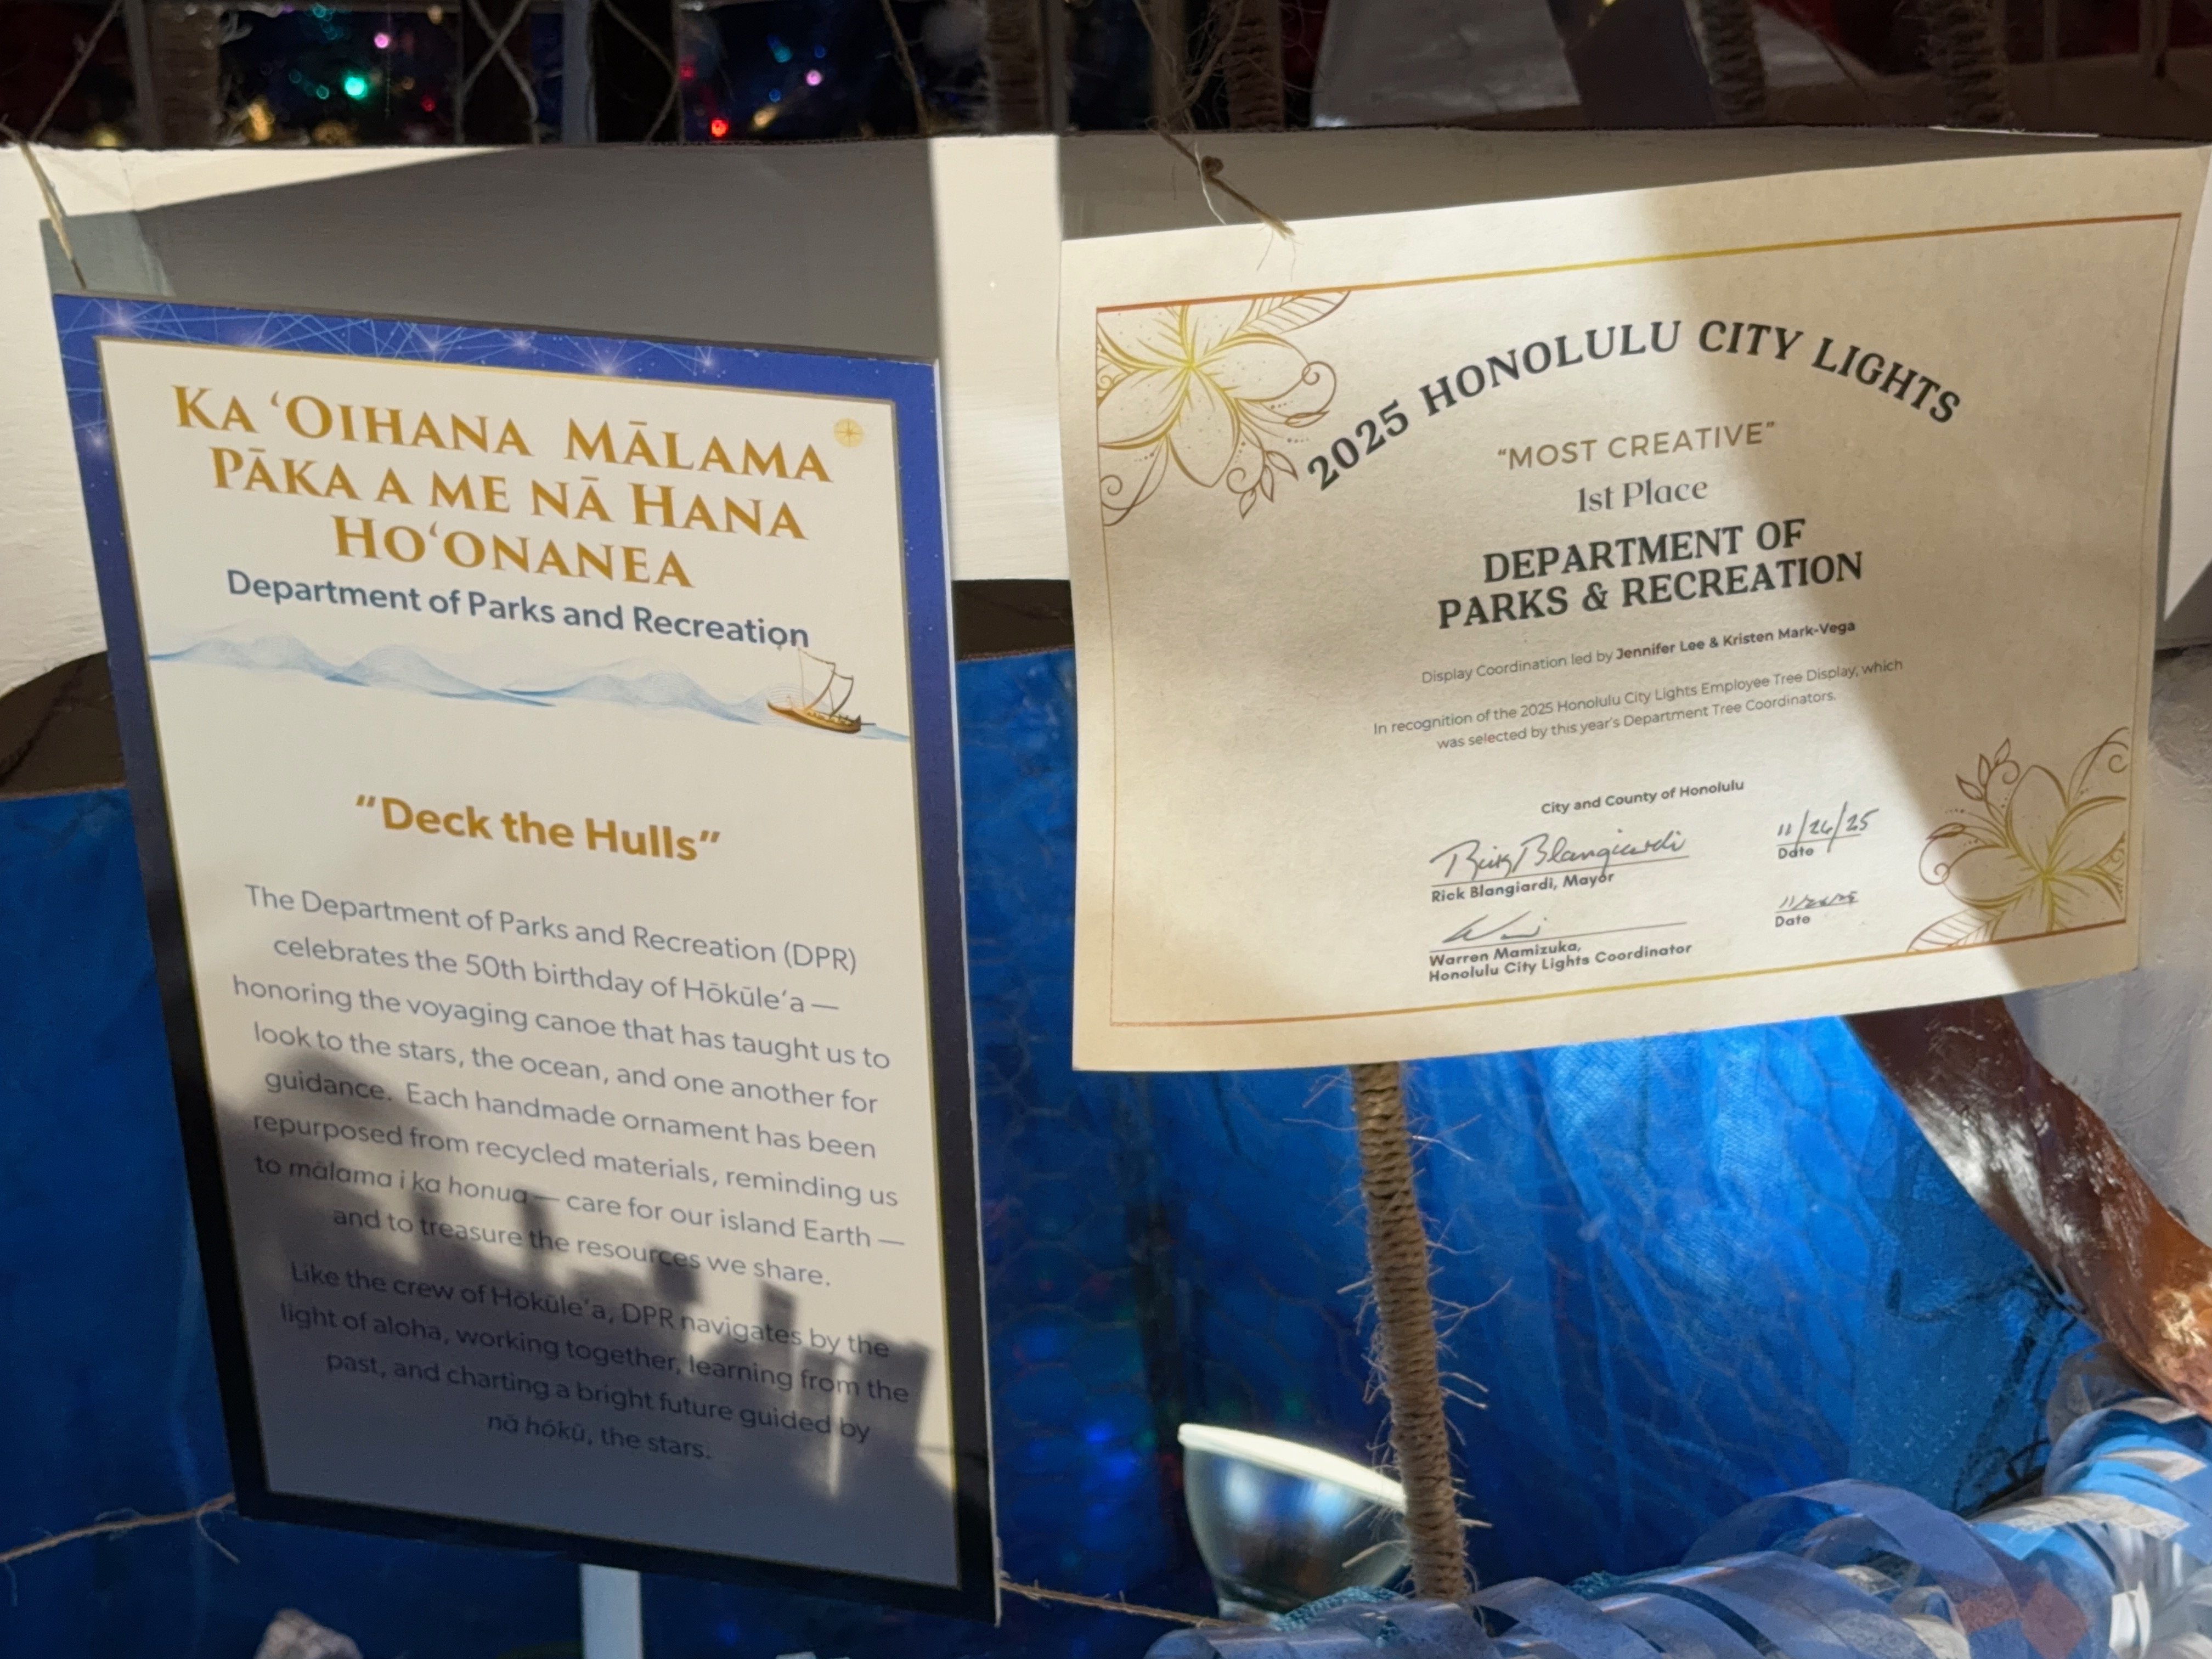 KA ʻOIHANA MĀLAMA
PĀKA A ME NĀ HANA
HOʻONANEA
Department of Parks and Recreation
“Deck the Hulls”
The Department of Parks and Recreation (DPR)
celebrates the 50th birthday of Hōkūleʻa —
honoring the voyaging canoe that has taught us to
look to the stars, the ocean, and one another for
guidance. Each handmade ornament has been
repurposed from recycled materials, reminding us
to mālama i ka honua — care for our island Earth —
and to treasure the resources we share.
Like the crew of Hōkūleʻa, DPR navigates by the
light of aloha, working together, learning from the
past, and charting a bright future guided by
nā hōkū, the stars.
2025 HONOLULU CITY LIGHTS
“MOST CREATIVE”
1st Place
DEPARTMENT OF
PARKS & RECREATION
Display Coordination led by Jennifer Lee & Kristen Mark-Vega
In recognition of the 2025 Honolulu City Lights Employee Tree Display, which
was selected by this year's Department Tree Coordinators.
City and County of Honolulu
Rick Blangiardi 11/26/25
Rick Blangiardi, Mayor Date
Warren Mamizuka, Date
Honolulu City Lights Coordinator